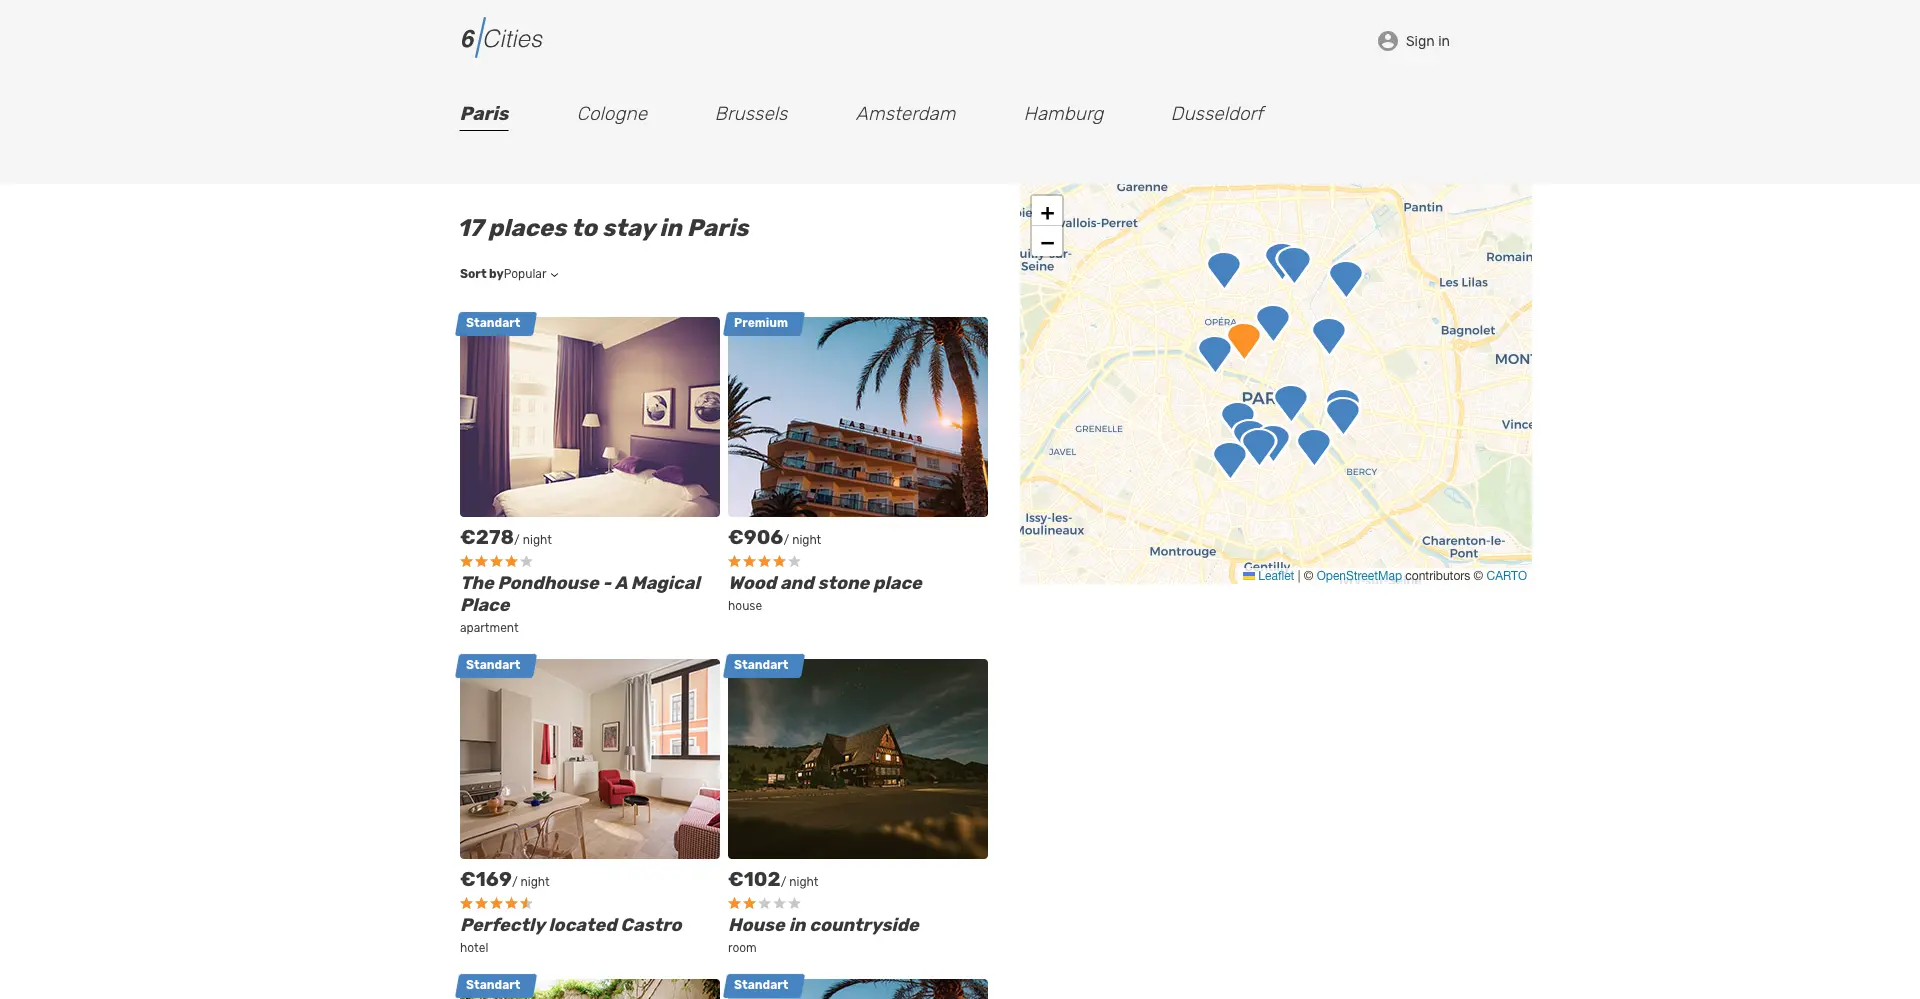 6 Cities
Sign in
Paris
Cologne
Brussels
Amsterdam
Hamburg
Dusseldorf
17 places to stay in Paris
Sort byPopular
Standart
€278/ night
The Pondhouse - A Magical
Place
apartment
Premium
LAS ARENAS
€906/ night
Wood and stone place
house
Standart
€169/ night
Perfectly located Castro
hotel
Standart
€102/ night
House in countryside
room
Standart
Standart
+
−
Garenne
Pantin
vallois-Perret
Seine
Romain
Les Lilas
OPÉRA
Bagnolet
MON
PAR
GRENELLE
Vince
JAVEL
BERCY
Issy-les-
Moulineaux
Montrouge
Charenton-le-
Pont
Gentilly
Leaflet | © OpenStreetMap contributors © CARTO